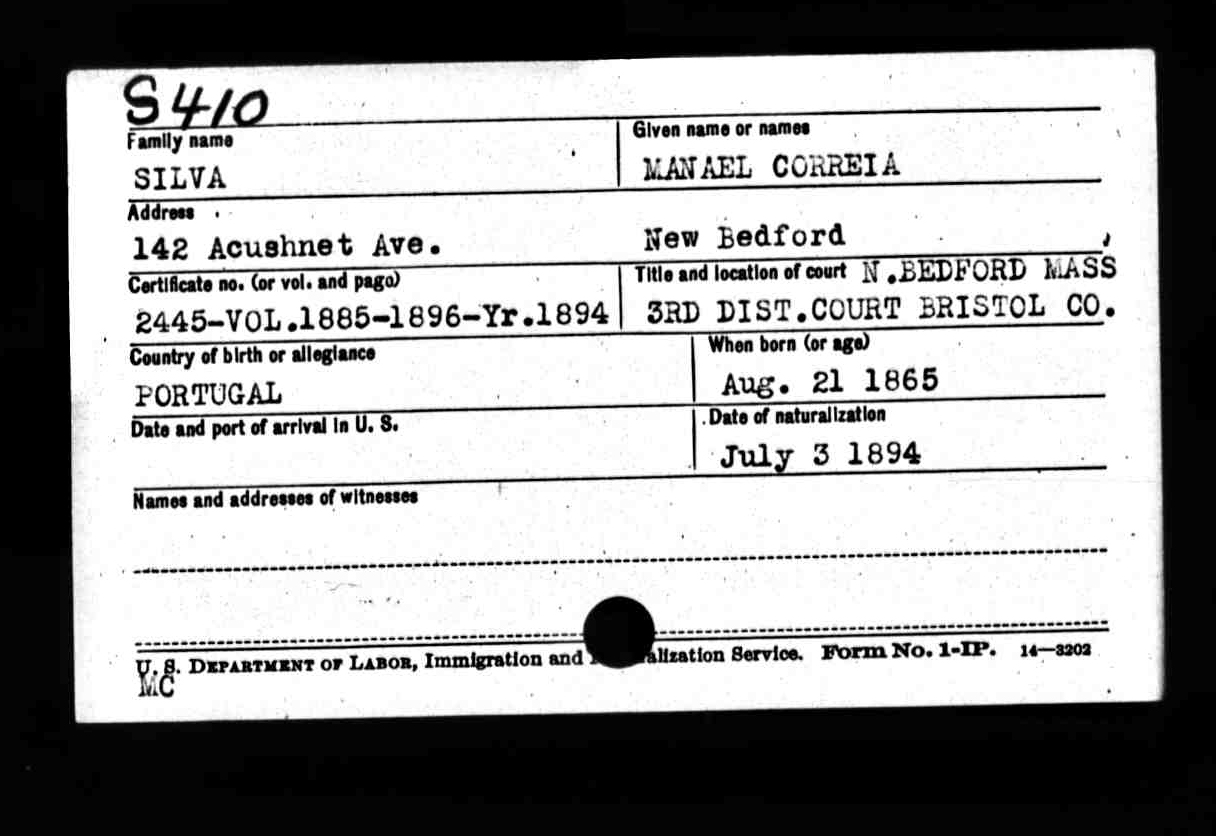 S410
Family name
Given name or names
SILVA
MANAEL CORREIA
Address
142 Acushnet Ave.
New Bedford
Certificate no. (or vol. and page)
Title and location of court N.BEDFORD MASS
2445-VOL.1885-1896-Yr.1894
3RD DIST.COURT BRISTOL CO.
Country of birth or allegiance
When born (or age)
PORTUGAL
Aug. 21 1865
Date and port of arrival in U. S.
Date of naturalization
July 3 1894
Names and addresses of witnesses
U. S. DEPARTMENT OF LABOR, Immigration and alization Service. Form No. 1-IP. 14—3202
MC